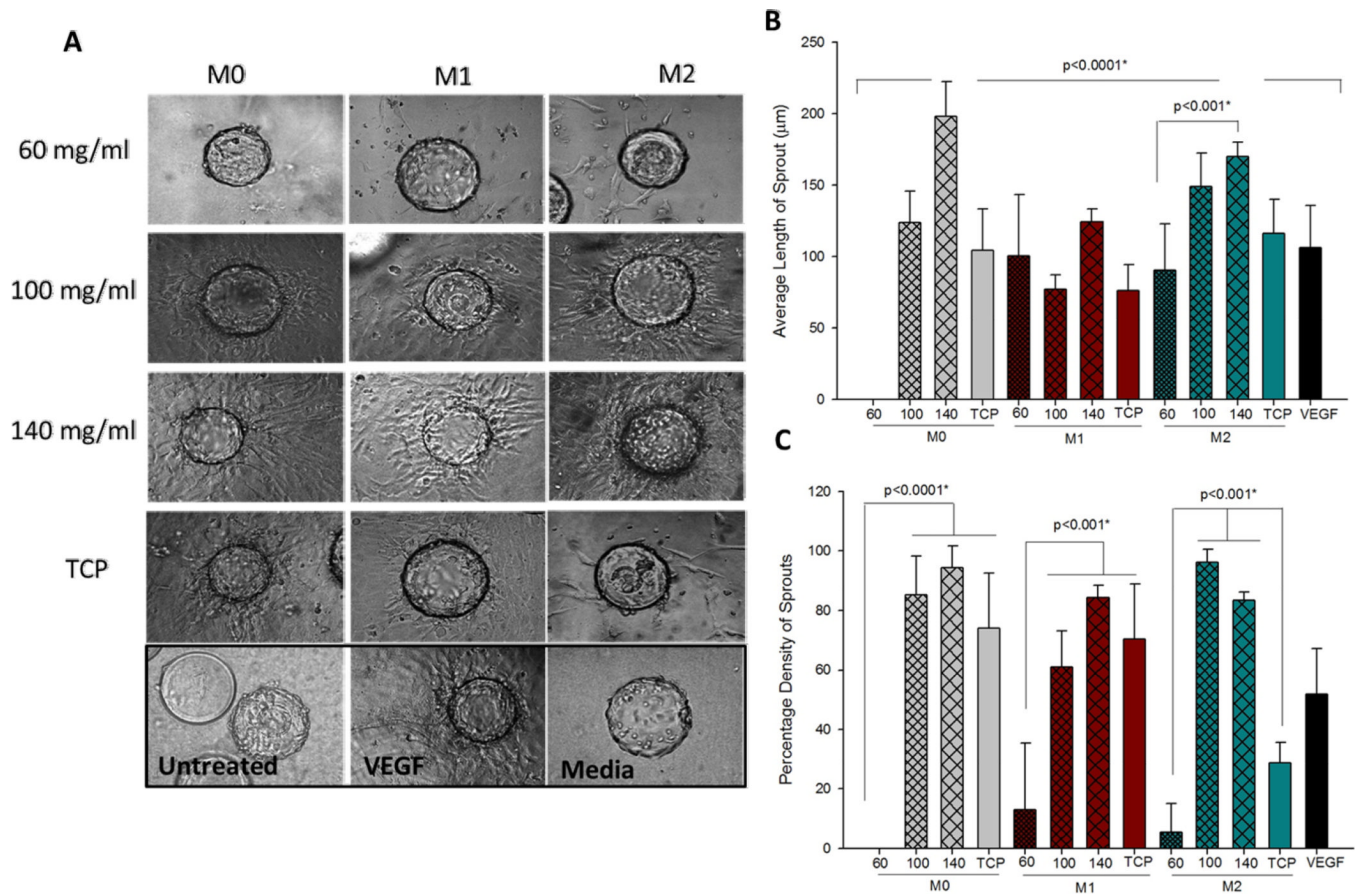 A
M0 M1 M2
60 mg/ml
100 mg/ml
140 mg/ml
TCP
Untreated VEGF Media
B
250
200
150
100
50
0
Average Length of Sprout (μm)
p<0.0001*
p<0.001*
60 100 140 TCP 60 100 140 TCP 60 100 140 TCP VEGF
M0 M1 M2
C
120
100
80
60
40
20
0
Percentage Density of Sprouts
p<0.0001*
p<0.001*
p<0.001*
60 100 140 TCP 60 100 140 TCP 60 100 140 TCP VEGF
M0 M1 M2